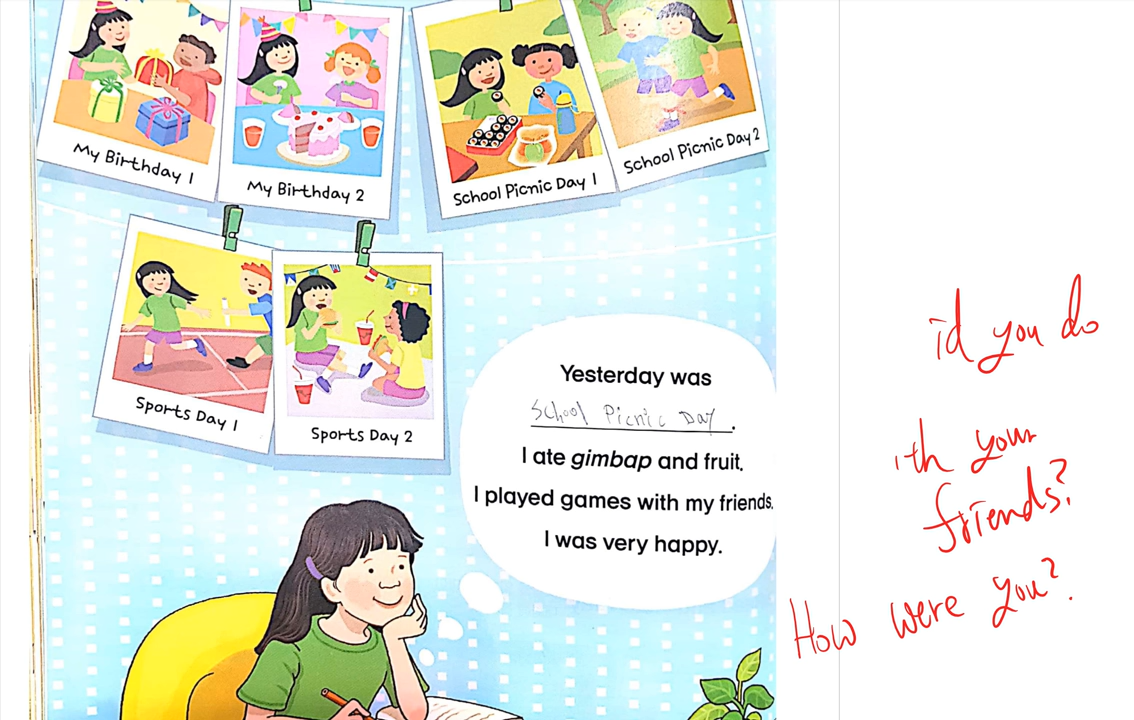 My Birthday 1
My Birthday 2
School Picnic Day 1
School Picnic Day 2
Sports Day 1
Sports Day 2
Yesterday was
School Picnic Day.
I ate gimbap and fruit.
I played games with my friends.
I was very happy.
id you do
ith your
friends?
How were you?